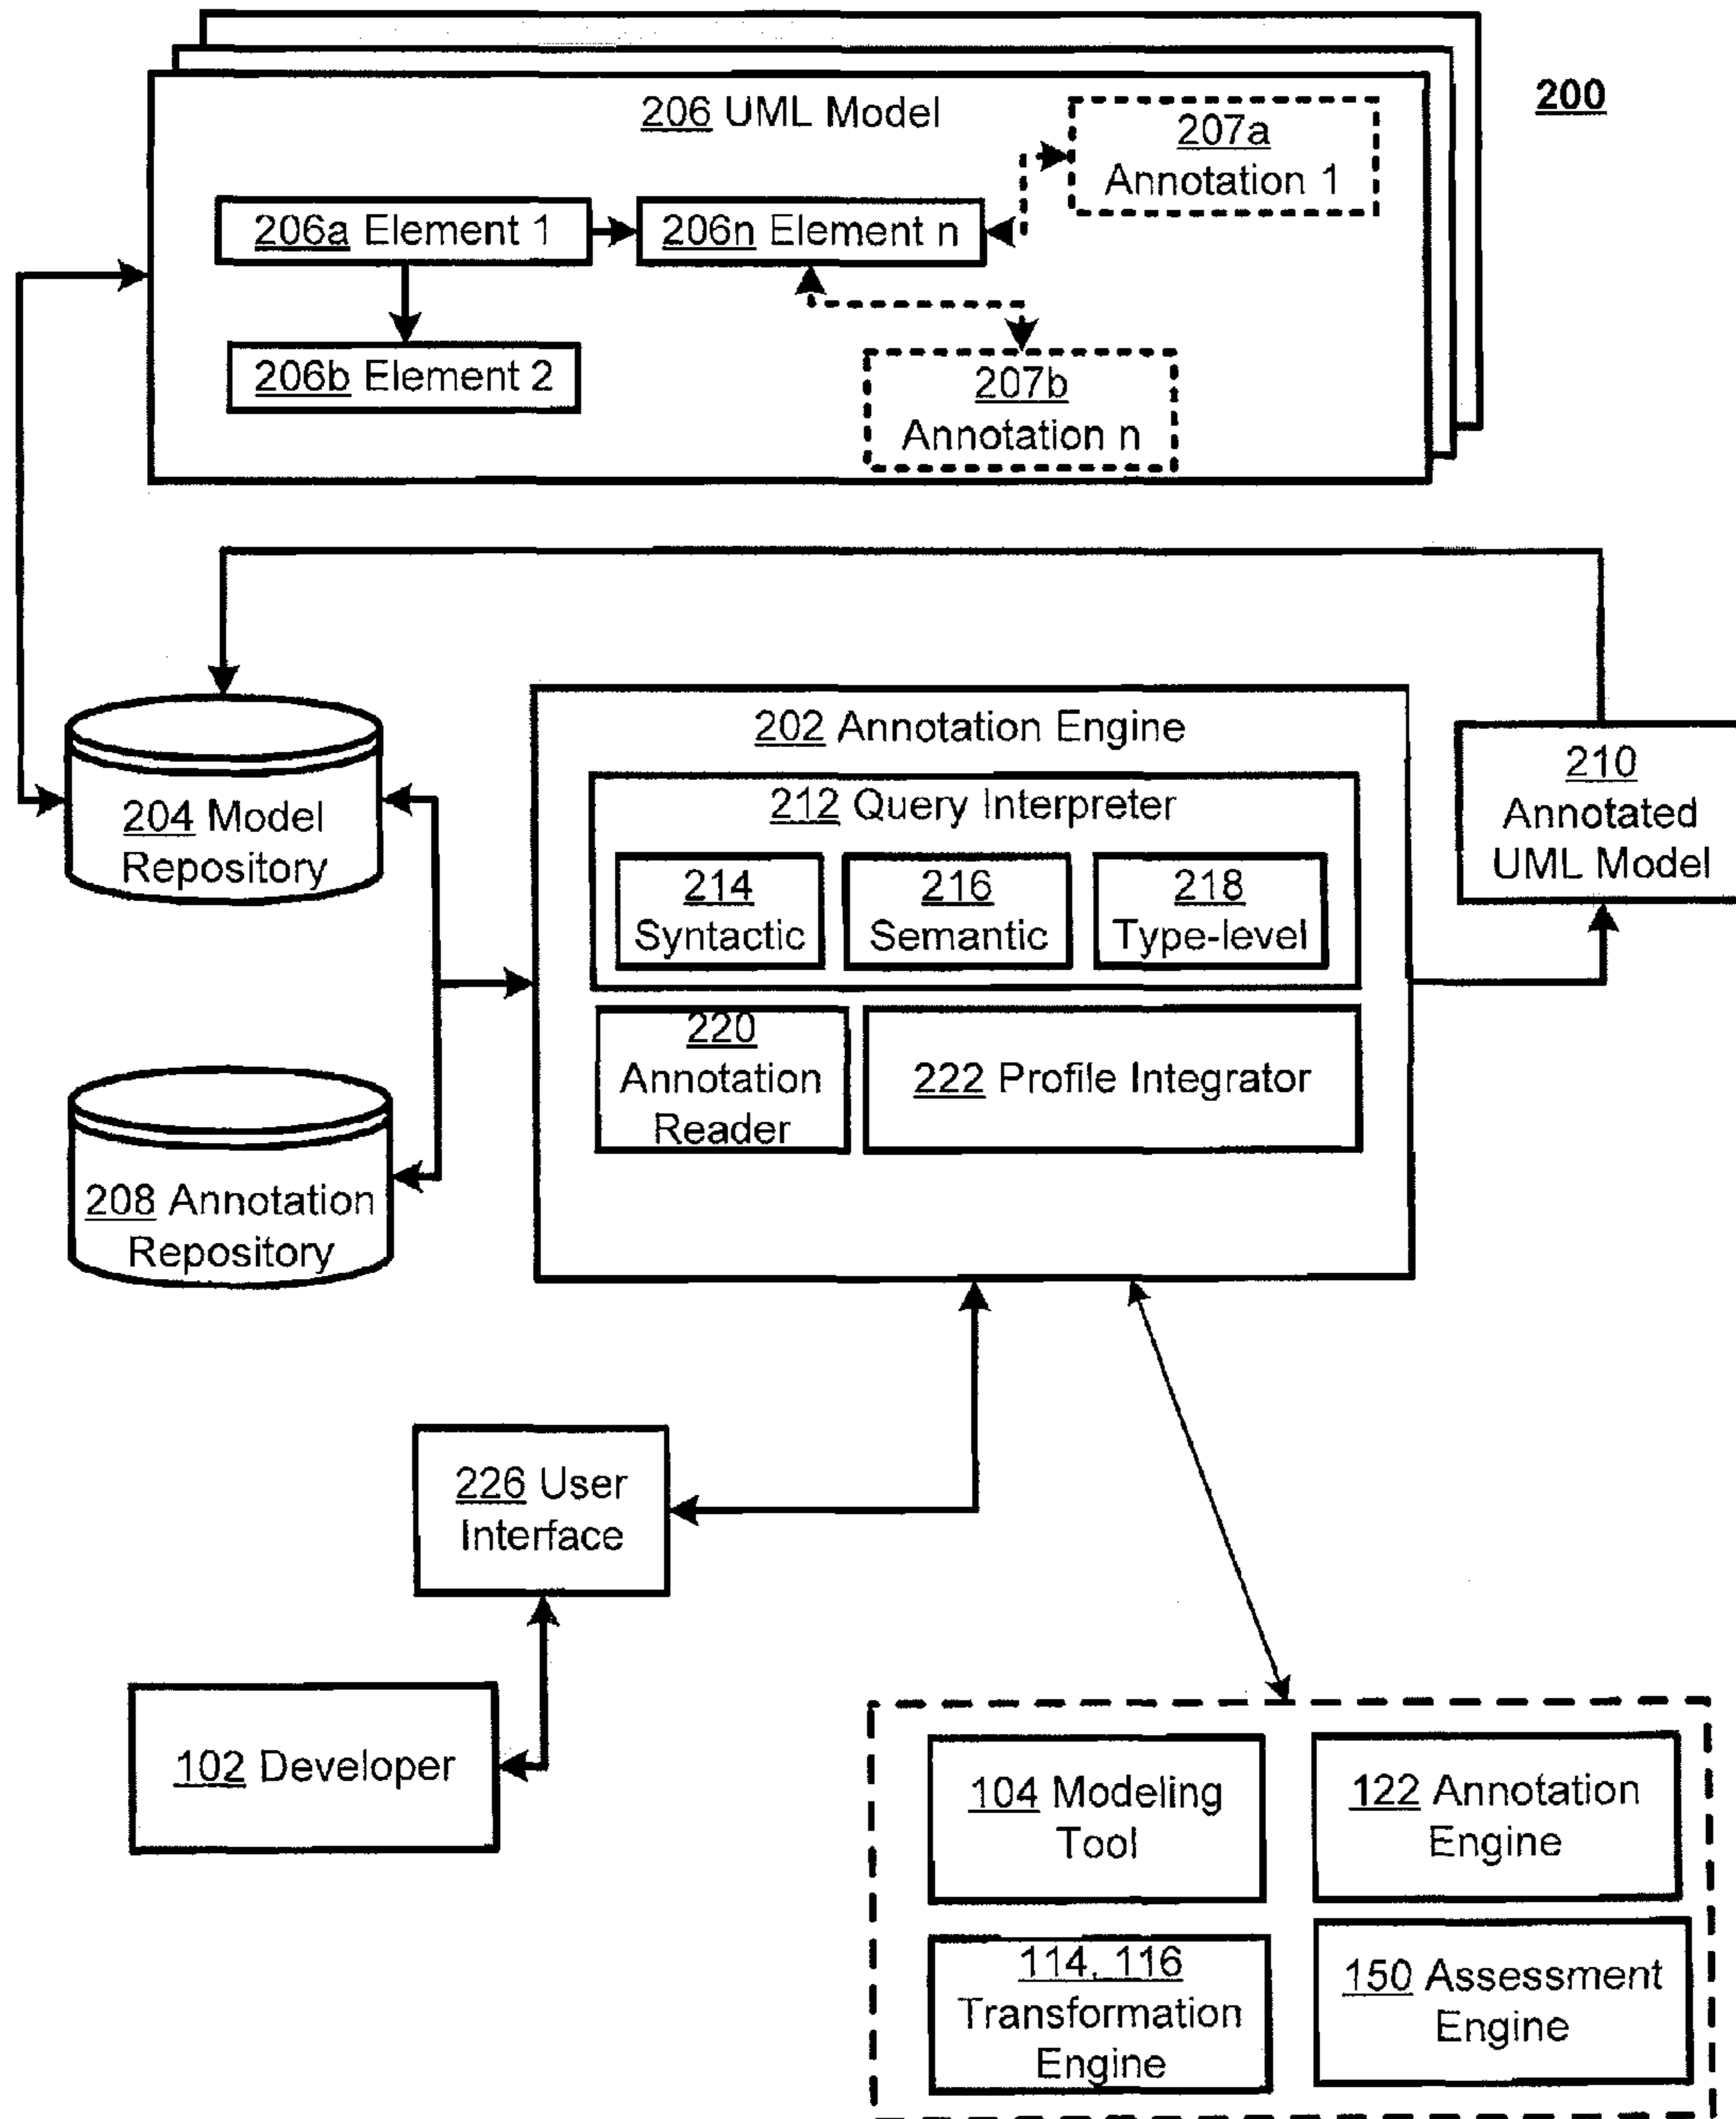 200
206 UML Model
207a
Annotation 1
206a Element 1
206n Element n
206b Element 2
207b
Annotation n
202 Annotation Engine
212 Query Interpreter
214
Syntactic
216
Semantic
218
Type-level
220
Annotation
Reader
222 Profile Integrator
204 Model
Repository
208 Annotation
Repository
210
Annotated
UML Model
226 User
Interface
102 Developer
104 Modeling
Tool
122 Annotation
Engine
114, 116
Transformation
Engine
150 Assessment
Engine